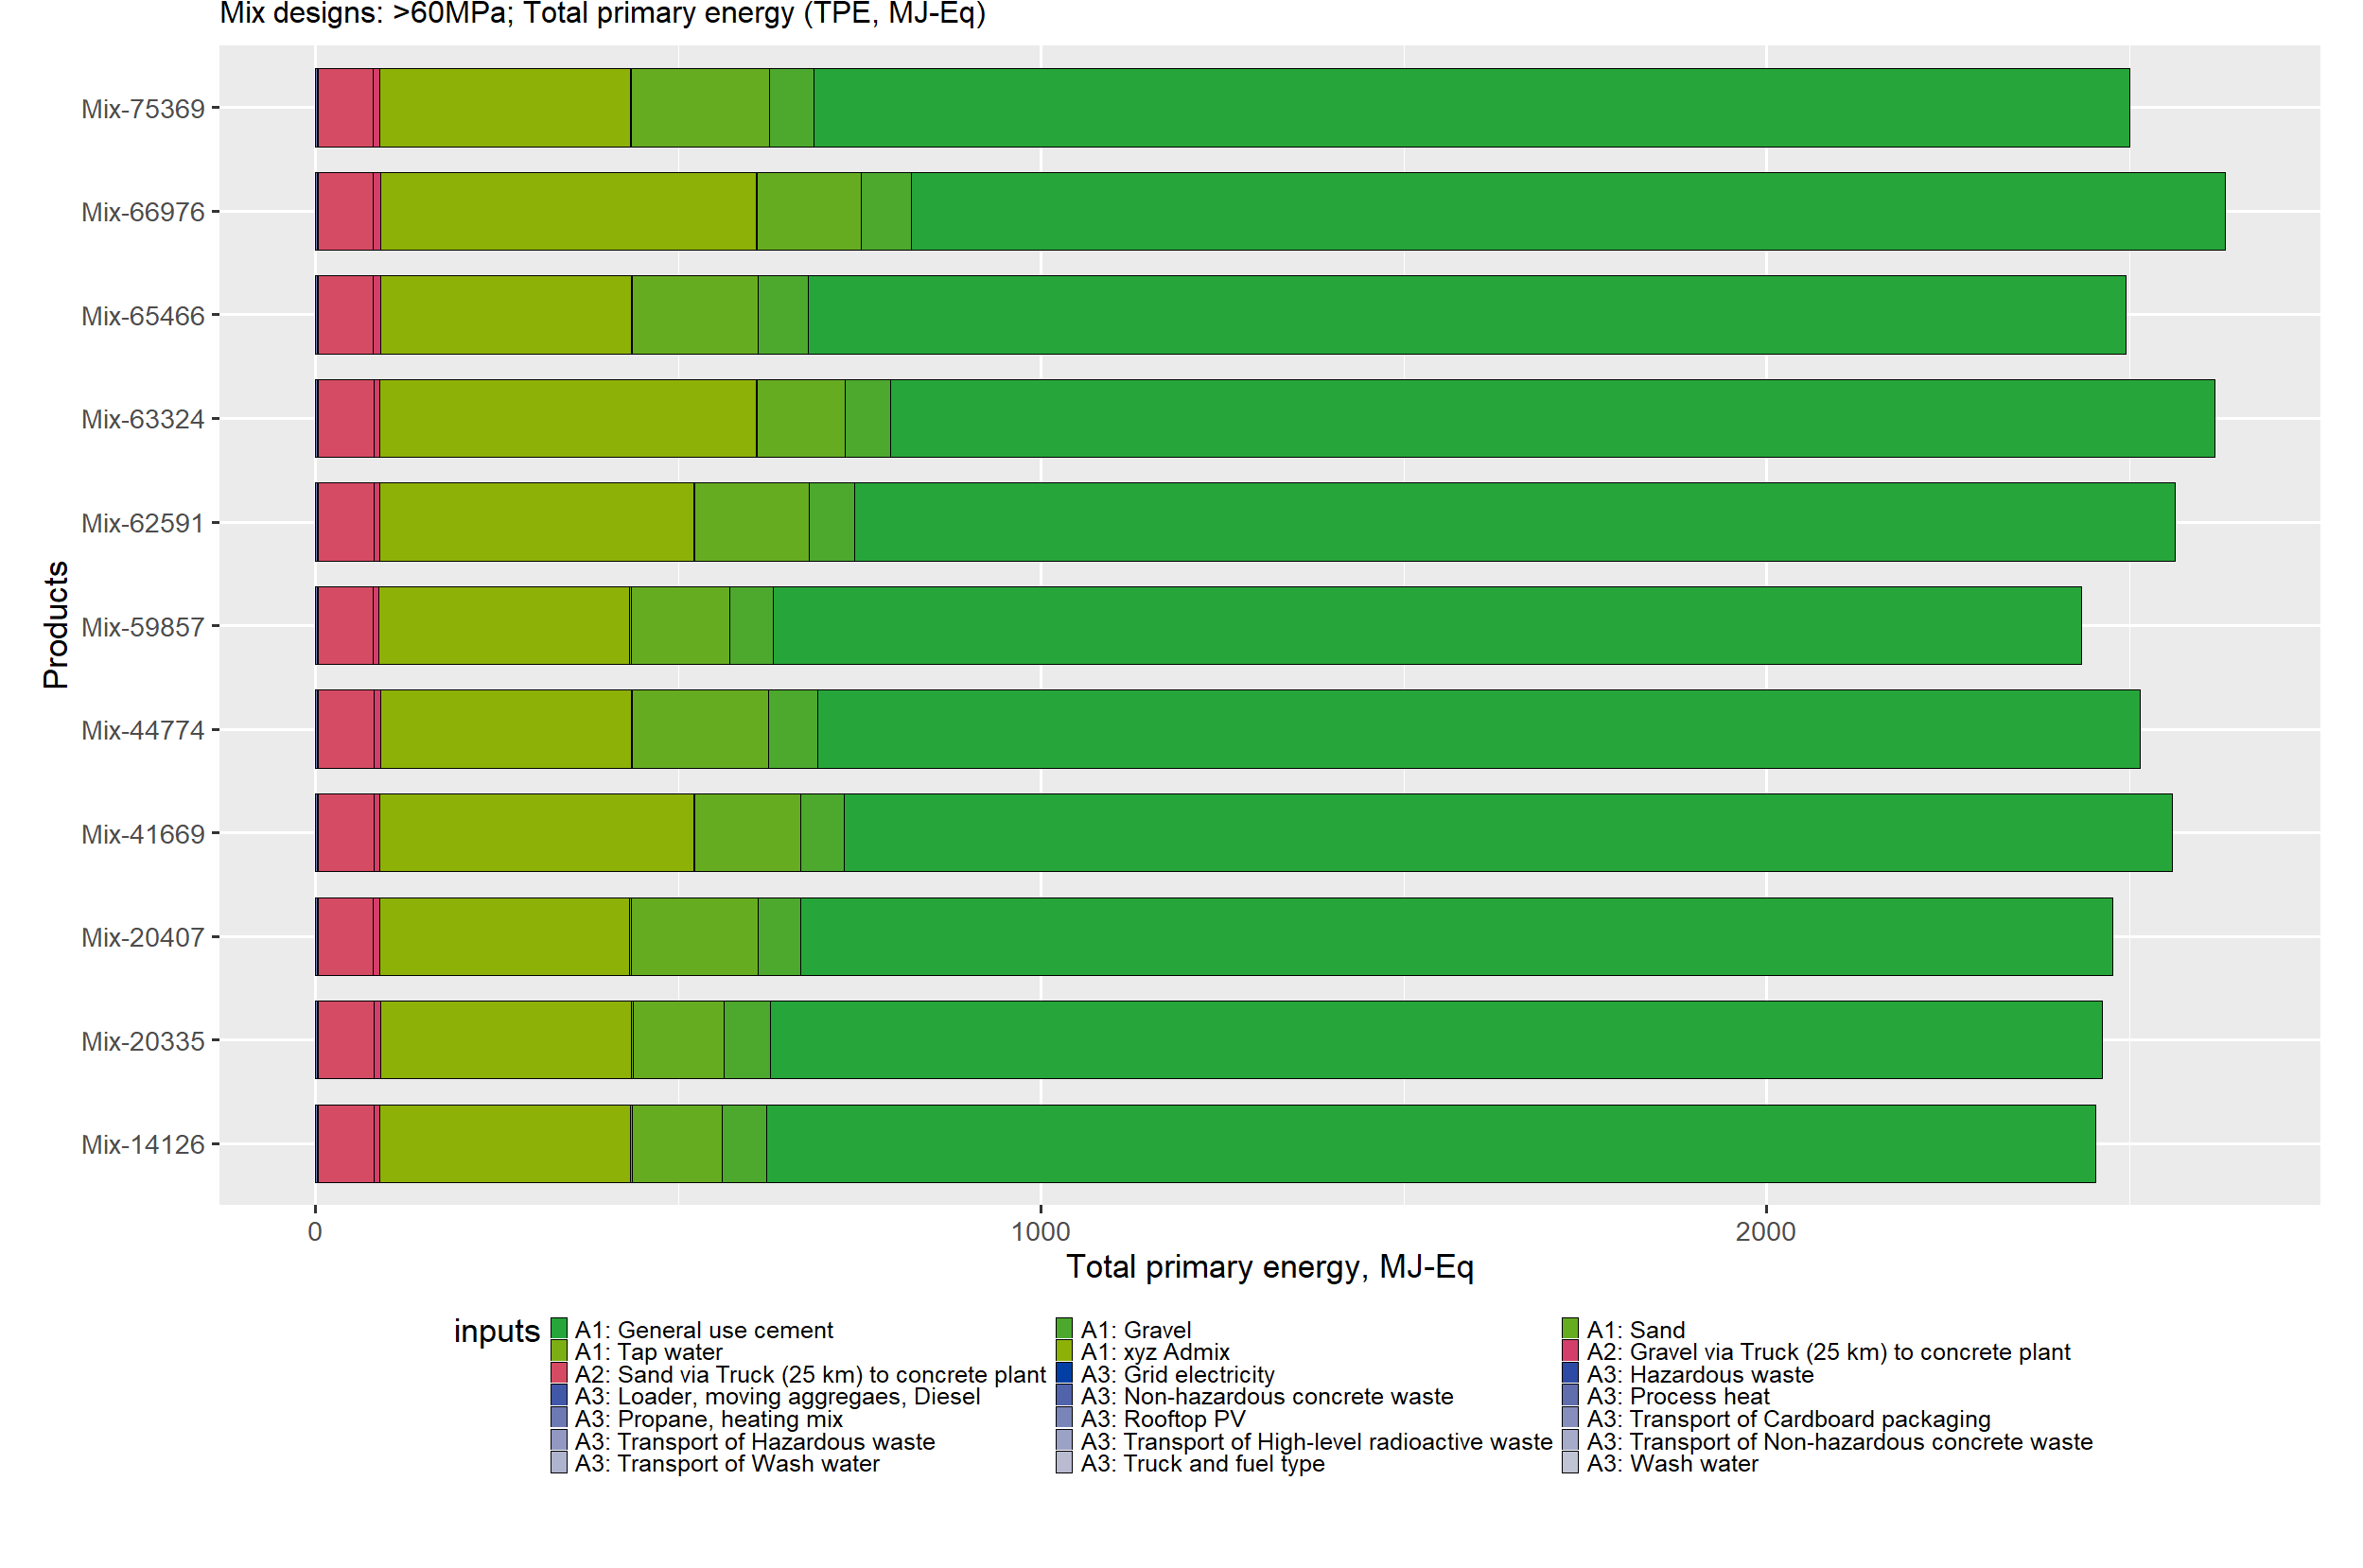 Mix designs: >60MPa; Total primary energy (TPE, MJ-Eq)
Products
Mix-75369
Mix-66976
Mix-65466
Mix-63324
Mix-62591
Mix-59857
Mix-44774
Mix-41669
Mix-20407
Mix-20335
Mix-14126
0 1000 2000
Total primary energy, MJ-Eq
inputs
A1: General use cement A1: Gravel A1: Sand
A1: Tap water A1: xyz Admix A2: Gravel via Truck (25 km) to concrete plant
A2: Sand via Truck (25 km) to concrete plant A3: Grid electricity A3: Hazardous waste
A3: Loader, moving aggregaes, Diesel A3: Non-hazardous concrete waste A3: Process heat
A3: Propane, heating mix A3: Rooftop PV A3: Transport of Cardboard packaging
A3: Transport of Hazardous waste A3: Transport of High-level radioactive waste A3: Transport of Non-hazardous concrete waste
A3: Transport of Wash water A3: Truck and fuel type A3: Wash water